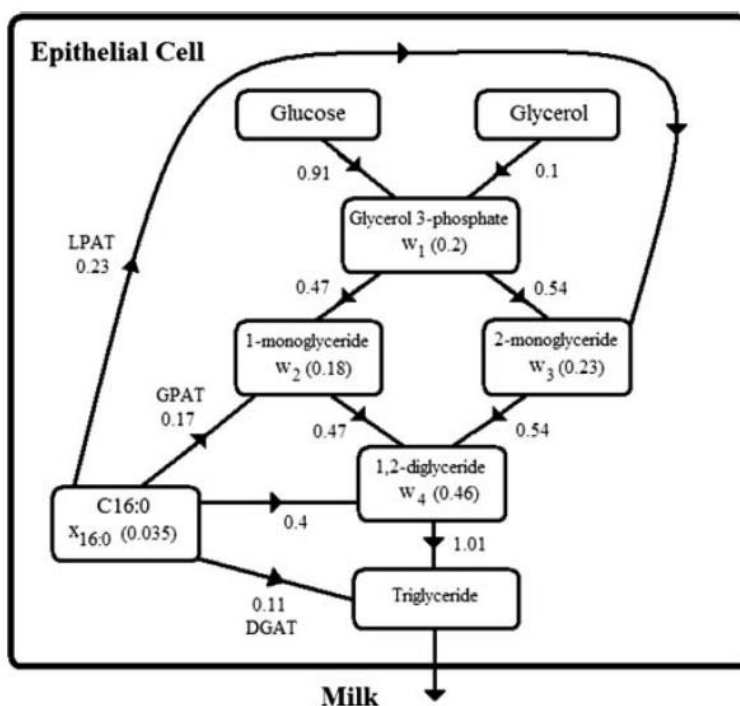 Epithelial Cell
Glucose
Glycerol
0.91
0.1
Glycerol 3-phosphate
w1 (0.2)
LPAT
0.23
0.47
0.54
1-monoglyceride
w2 (0.18)
2-monoglyceride
w3 (0.23)
GPAT
0.17
0.47
0.54
1,2-diglyceride
w4 (0.46)
C16:0
x16:0 (0.035)
0.4
1.01
Triglyceride
0.11
DGAT
Milk